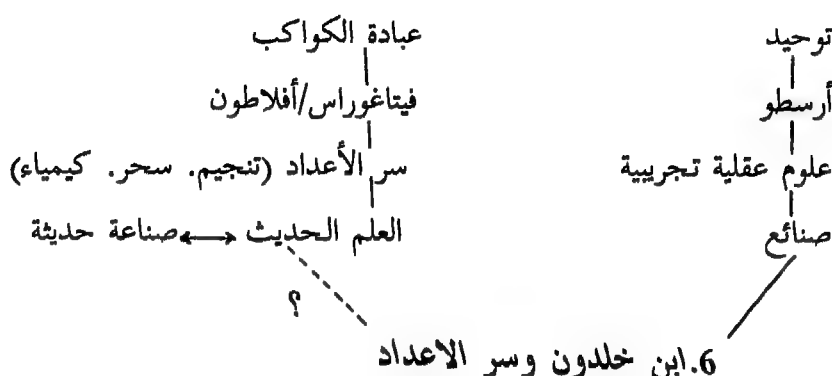 توحيد عبادة الكواكب
أرسطو فيتاغوراس/أفلاطون
علوم عقلية تجريبية سر الأعداد (تنجيم. سحر. كيمياء)
صنائع العلم الحديث صناعة حديثة
؟
6.ابن خلدون وسر الاعداد